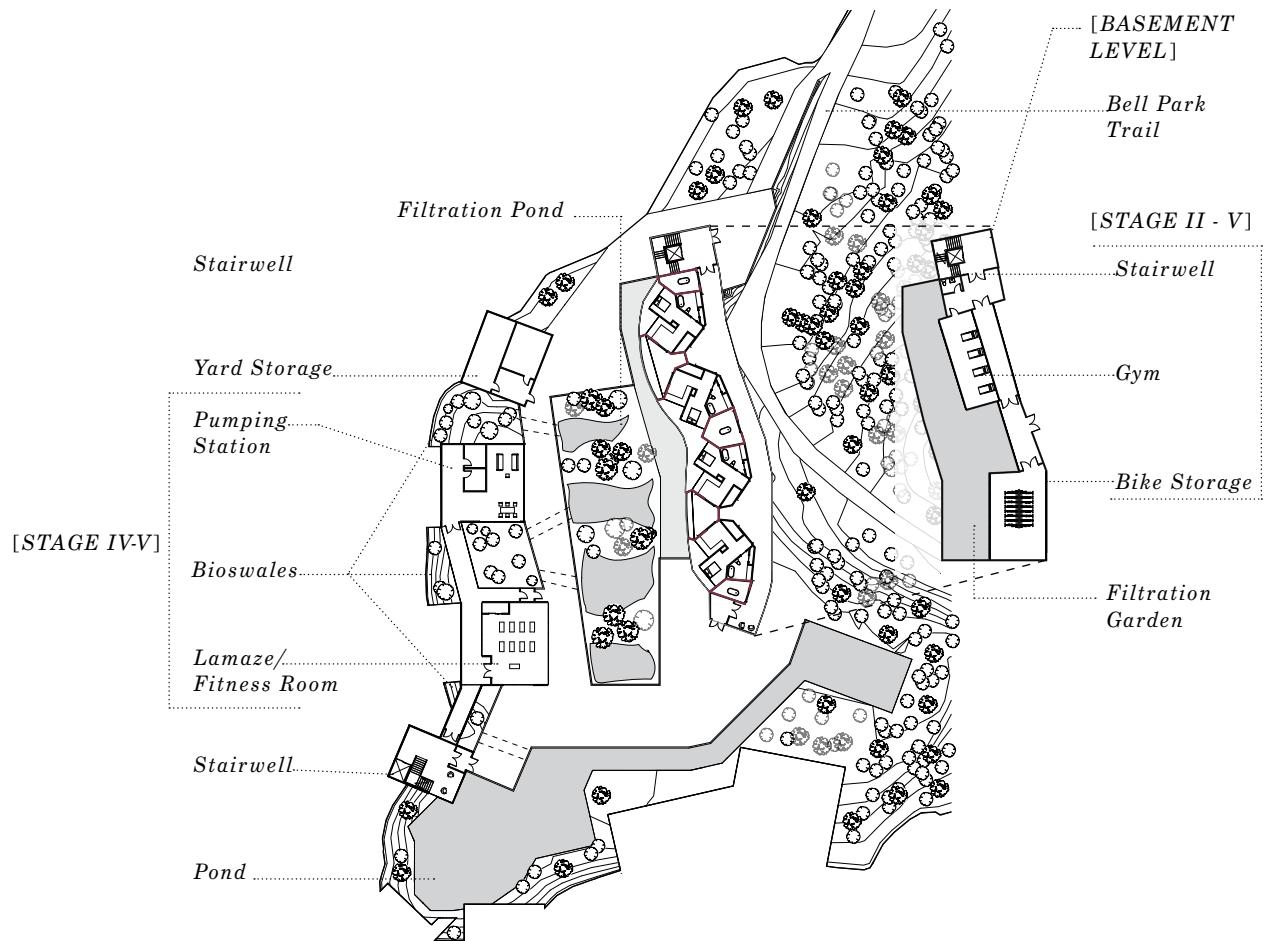 [BASEMENT
LEVEL]
Bell Park
Trail
Filtration Pond
[STAGE II - V]
Stairwell
Stairwell
Yard Storage
Gym
Pumping
Station
Bike Storage
[STAGE IV-V]
Bioswales
Filtration
Garden
Lamaze/
Fitness Room
Stairwell
Pond